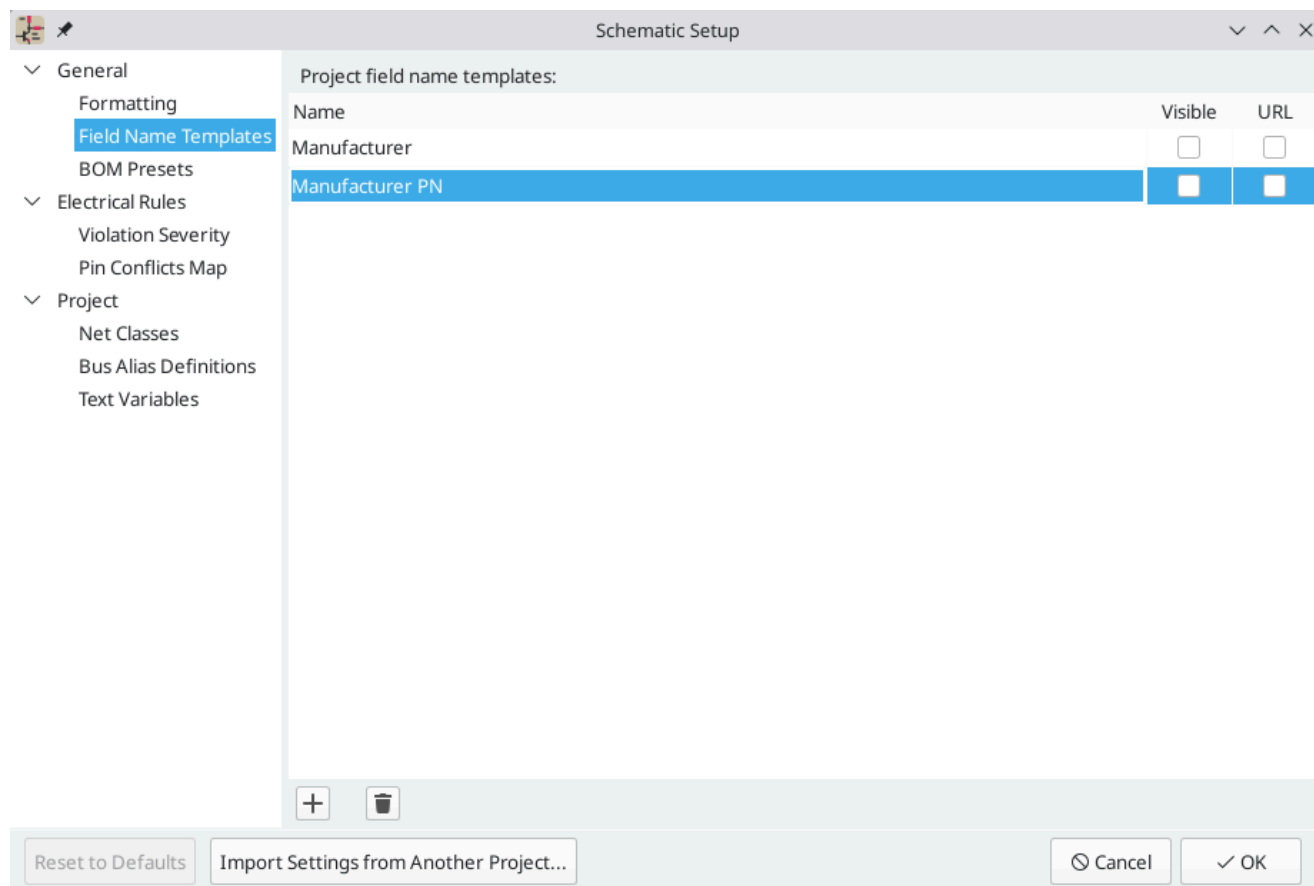 Schematic Setup
General
Formatting
Field Name Templates
BOM Presets
Electrical Rules
Violation Severity
Pin Conflicts Map
Project
Net Classes
Bus Alias Definitions
Text Variables
Project field name templates:
Name Visible URL
Manufacturer
Manufacturer PN
Reset to Defaults Import Settings from Another Project... Cancel OK